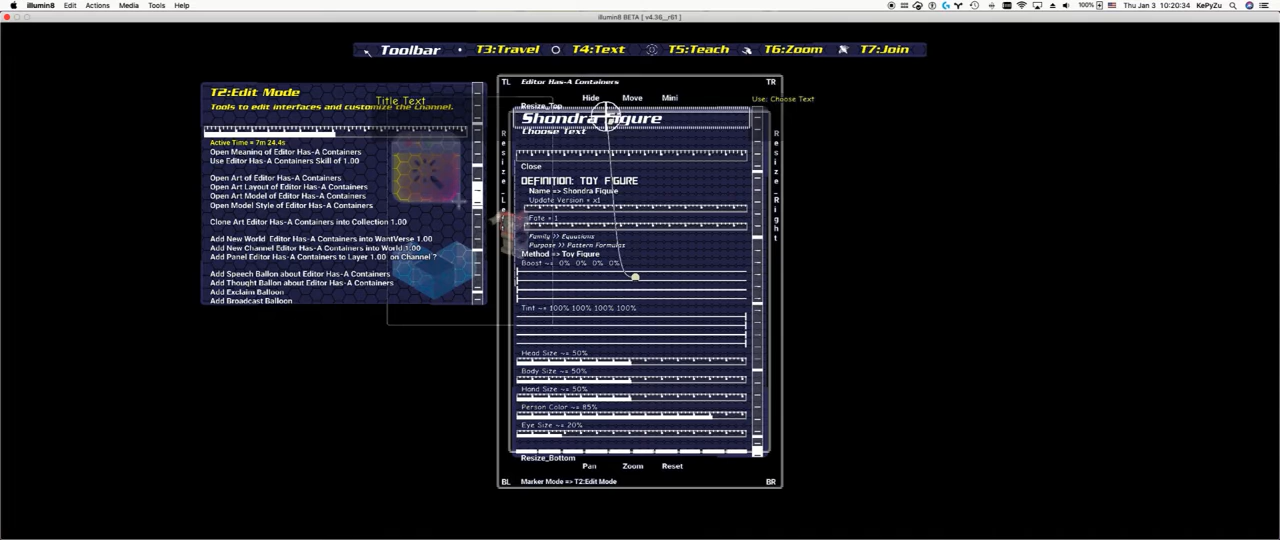 illumin8 Edit Actions Media Tools Help
100% Thu Jan 3 10:20:34 KePyZu
illumin8 BETA [ v4.36_r61 ]
Toolbar T3:Travel T4:Text T5:Teach T6:Zoom T7:Join
T2:Edit Mode
Title Text
Tools to edit interfaces and customize the Channel.
Active Time = 7m 24.4s
Open Meaning of Editor Has-A Containers
Use Editor Has-A Containers Skill of 1.00
Open Art of Editor Has-A Containers
Open Art Layout of Editor Has-A Containers
Open Art Model of Editor Has-A Containers
Open Model Style of Editor Has-A Containers
Clone Art Editor Has-A Containers into Collection 1.00
Add New World Editor Has-A Containers into WantVerse 1.00
Add New Channel Editor Has-A Containers into World 1.00
Add Panel Editor Has-A Containers to Layer 1.00 on Channel ?
Add Speech Ballon about Editor Has-A Containers
Add Thought Ballon about Editor Has-A Containers
Add Exclaim Balloon
Add Broadcast Balloon
TL Editor Has-A Containers TR
Hide Move Mini
Use: Choose Text
Resize_Top
Shondra Figure
Choose Text
Close
DEFINITION: TOY FIGURE
Name => Shondra Figure
Update Version = x1
Fate = 1
Family >> Equations
Purpose >> Pattern Formulas
Method => Toy Figure
Boost ~= 0% 0% 0% 0%
Tint ~= 100% 100% 100% 100%
Head Size ~= 50%
Body Size ~= 50%
Hand Size ~= 50%
Person Color ~= 85%
Eye Size ~= 20%
Resize_Right
Resize_Bottom
Pan Zoom Reset
BL Marker Mode => T2:Edit Mode BR